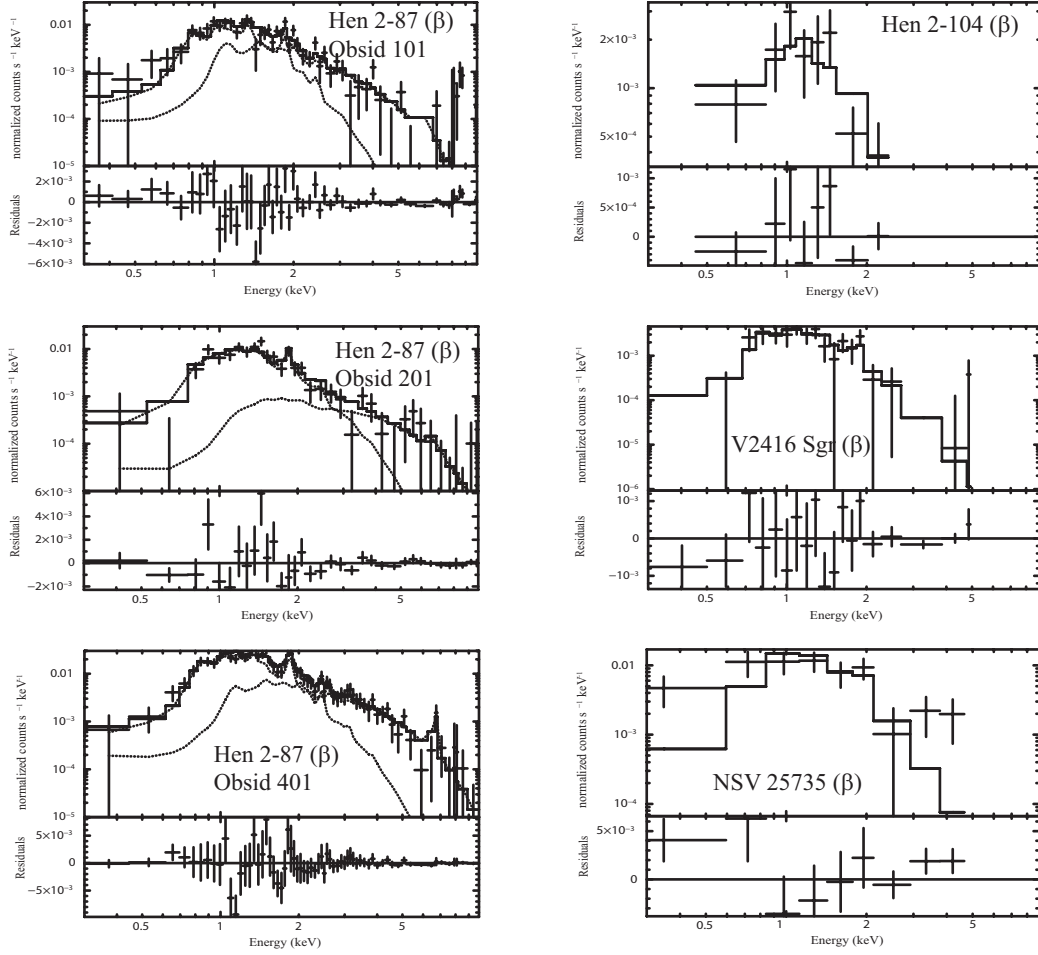 Hen 2-87 (β)
Obsid 101
normalized counts s⁻¹ keV⁻¹
0.01
10⁻³
10⁻⁴
10⁻⁵
Residuals
2×10⁻³
0
−2×10⁻³
−4×10⁻³
−6×10⁻³
0.5
1
2
5
Energy (keV)
Hen 2-104 (β)
normalized counts s⁻¹ keV⁻¹
2×10⁻³
10⁻³
5×10⁻⁴
Residuals
10⁻³
5×10⁻⁴
0
0.5
1
2
5
Energy (keV)
Hen 2-87 (β)
Obsid 201
normalized counts s⁻¹ keV⁻¹
0.01
10⁻³
10⁻⁴
Residuals
6×10⁻³
4×10⁻³
2×10⁻³
0
−2×10⁻³
0.5
1
2
5
Energy (keV)
V2416 Sgr (β)
normalized counts s⁻¹ keV⁻¹
10⁻³
10⁻⁴
10⁻⁵
10⁻⁶
Residuals
10⁻³
0
−10⁻³
0.5
1
2
5
Energy (keV)
Hen 2-87 (β)
Obsid 401
normalized counts s⁻¹ keV⁻¹
0.01
10⁻³
10⁻⁴
10⁻⁵
Residuals
5×10⁻³
0
−5×10⁻³
0.5
1
2
5
Energy (keV)
NSV 25735 (β)
normalized counts s⁻¹ keV⁻¹
0.01
10⁻³
10⁻⁴
Residuals
5×10⁻³
0
0.5
1
2
5
Energy (keV)